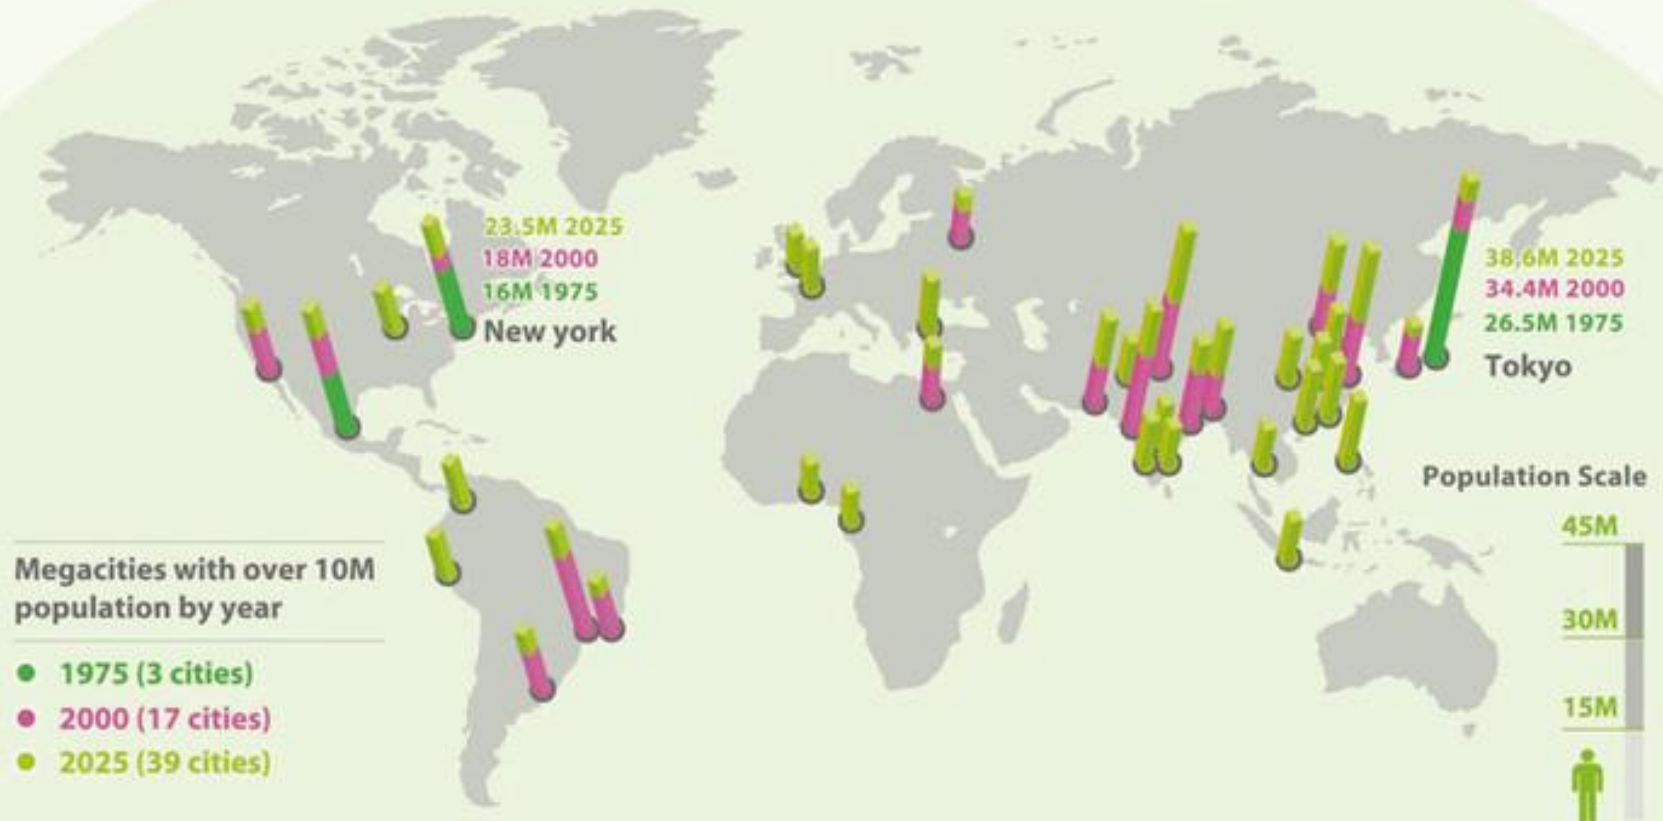 23.5M 2025
18M 2000
16M 1975
New york
38.6M 2025
34.4M 2000
26.5M 1975
Tokyo
Population Scale
45M
30M
15M
Megacities with over 10M
population by year
1975 (3 cities)
2000 (17 cities)
2025 (39 cities)